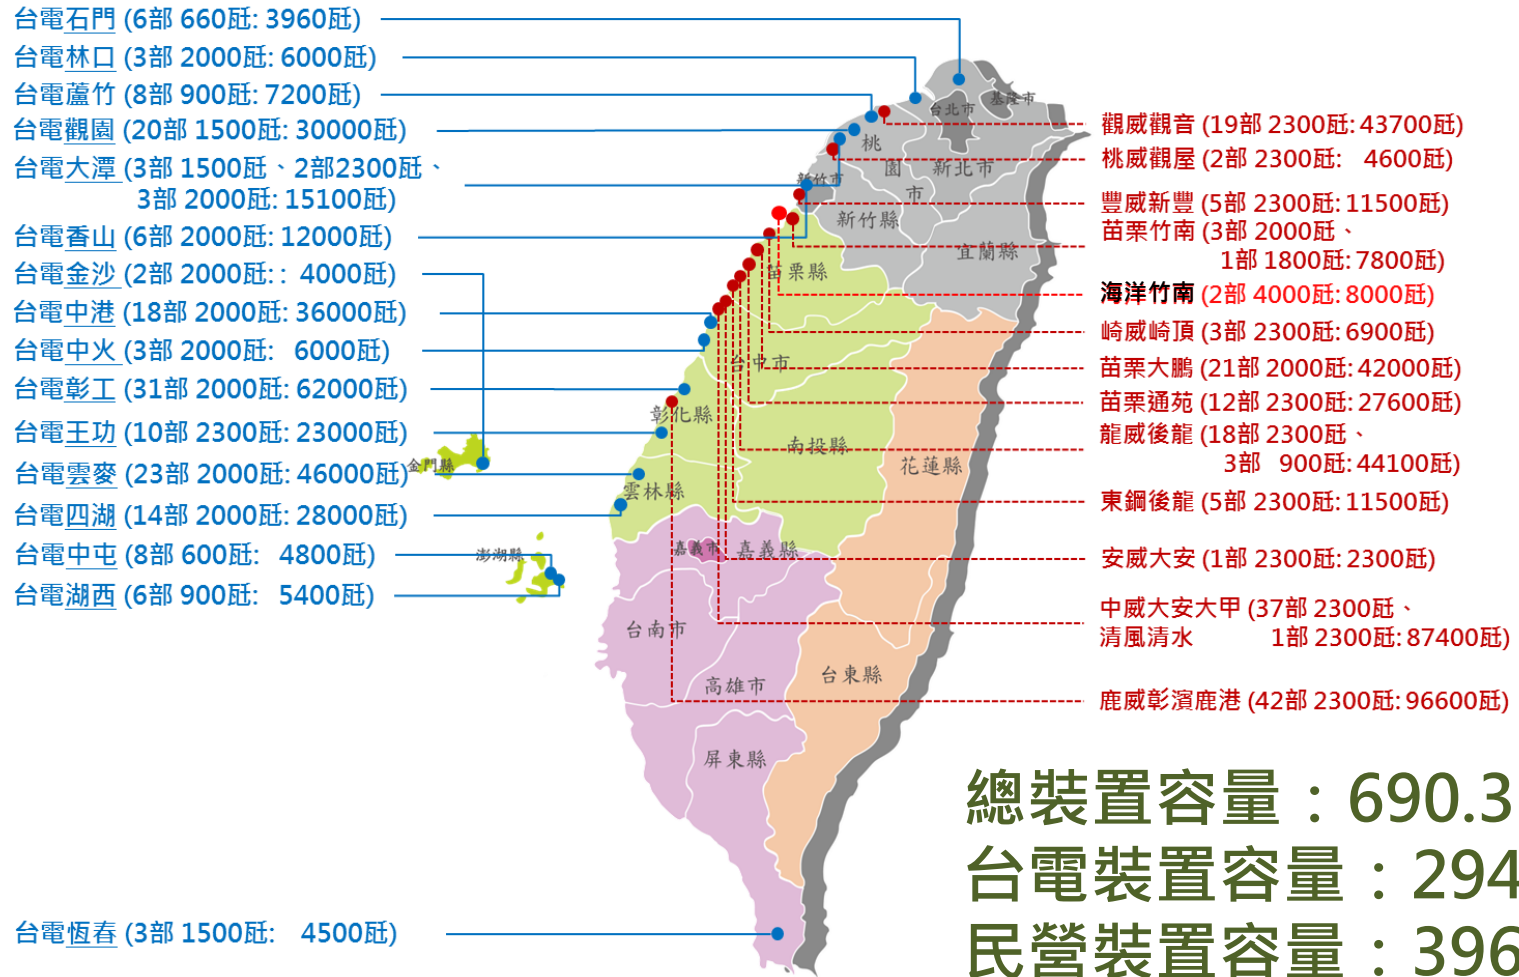 台電石門 (6部 660瓩: 3960瓩)
台電林口 (3部 2000瓩: 6000瓩)
台電蘆竹 (8部 900瓩: 7200瓩)
台電觀園 (20部 1500瓩: 30000瓩)
台電大潭 (3部 1500瓩、2部2300瓩、
3部 2000瓩: 15100瓩)
台電香山 (6部 2000瓩: 12000瓩)
台電金沙 (2部 2000瓩: : 4000瓩)
台電中港 (18部 2000瓩: 36000瓩)
台電中火 (3部 2000瓩: 6000瓩)
台電彰工 (31部 2000瓩: 62000瓩)
台電王功 (10部 2300瓩: 23000瓩)
台電雲麥 (23部 2000瓩: 46000瓩)
台電四湖 (14部 2000瓩: 28000瓩)
台電中屯 (8部 600瓩: 4800瓩)
台電湖西 (6部 900瓩: 5400瓩)
台電恆春 (3部 1500瓩: 4500瓩)
基隆市
台北市
桃
園
市
新北市
新竹市
新竹縣
宜蘭縣
苗栗縣
台中市
彰化縣
南投縣
花蓮縣
金門縣
雲林縣
澎湖縣
嘉義市
嘉義縣
台南市
高雄市
台東縣
屏東縣
觀威觀音 (19部 2300瓩: 43700瓩)
桃威觀屋 (2部 2300瓩: 4600瓩)
豐威新豐 (5部 2300瓩: 11500瓩)
苗栗竹南 (3部 2000瓩、
1部 1800瓩: 7800瓩)
海洋竹南 (2部 4000瓩: 8000瓩)
崎威崎頂 (3部 2300瓩: 6900瓩)
苗栗大鵬 (21部 2000瓩: 42000瓩)
苗栗通苑 (12部 2300瓩: 27600瓩)
龍威後龍 (18部 2300瓩、
3部 900瓩: 44100瓩)
東鋼後龍 (5部 2300瓩: 11500瓩)
安威大安 (1部 2300瓩: 2300瓩)
中威大安大甲 (37部 2300瓩、
清風清水 1部 2300瓩: 87400瓩)
鹿威彰濱鹿港 (42部 2300瓩: 96600瓩)
總裝置容量：690.3
台電裝置容量：294
民營裝置容量：396